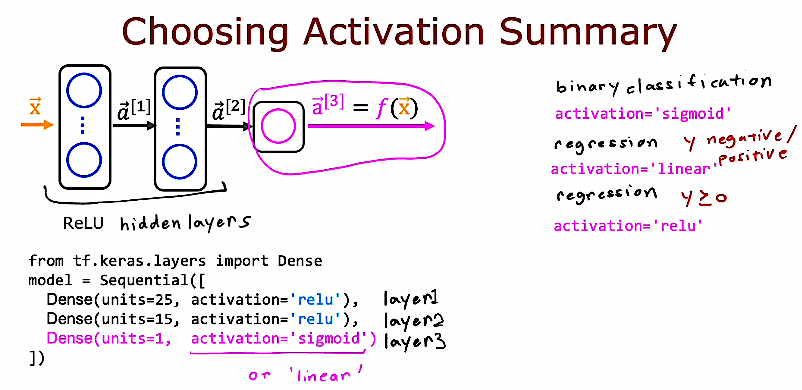 Choosing Activation Summary
x⃗
a⃗[1]
a⃗[2]
a⃗[3] = f(x⃗)
ReLU hidden layers
binary classification
activation='sigmoid'
regression y negative/
positive
activation='linear'
regression y ≥ 0
activation='relu'
from tf.keras.layers import Dense
model = Sequential([
Dense(units=25, activation='relu'), layer1
Dense(units=15, activation='relu'), layer2
Dense(units=1, activation='sigmoid') layer3
])
or 'linear'